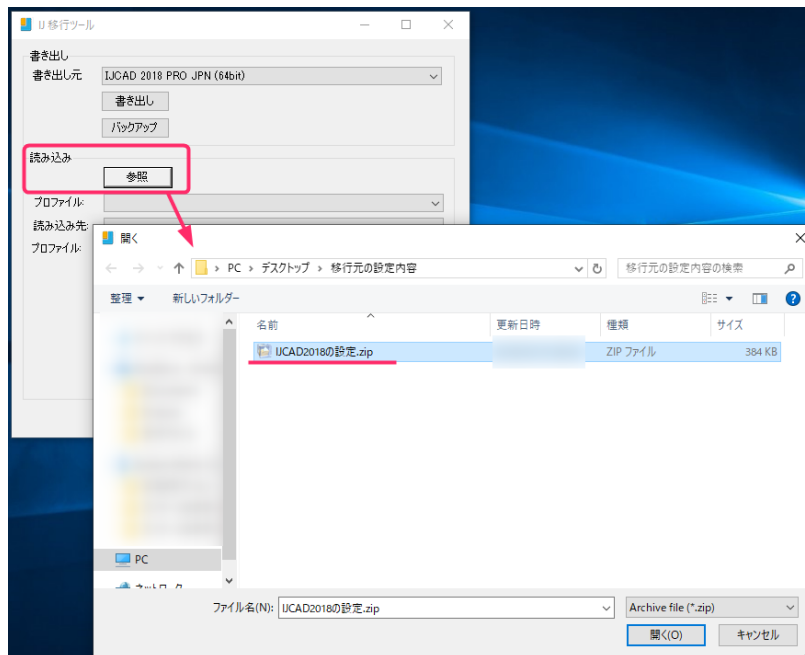 IJ 移行ツール
書き出し
書き出し元 IJCAD 2018 PRO JPN (64bit)
書き出し
バックアップ
読み込み
参照
プロファイル:
読み込み先:
プロファイル:
開く
PC › デスクトップ › 移行元の設定内容
移行元の設定内容の検索
整理 新しいフォルダー
名前 更新日時 種類 サイズ
IJCAD2018の設定.zip ZIP ファイル 384 KB
PC
ネットワーク
ファイル名(N): IJCAD2018の設定.zip Archive file (*.zip)
開く(O) キャンセル